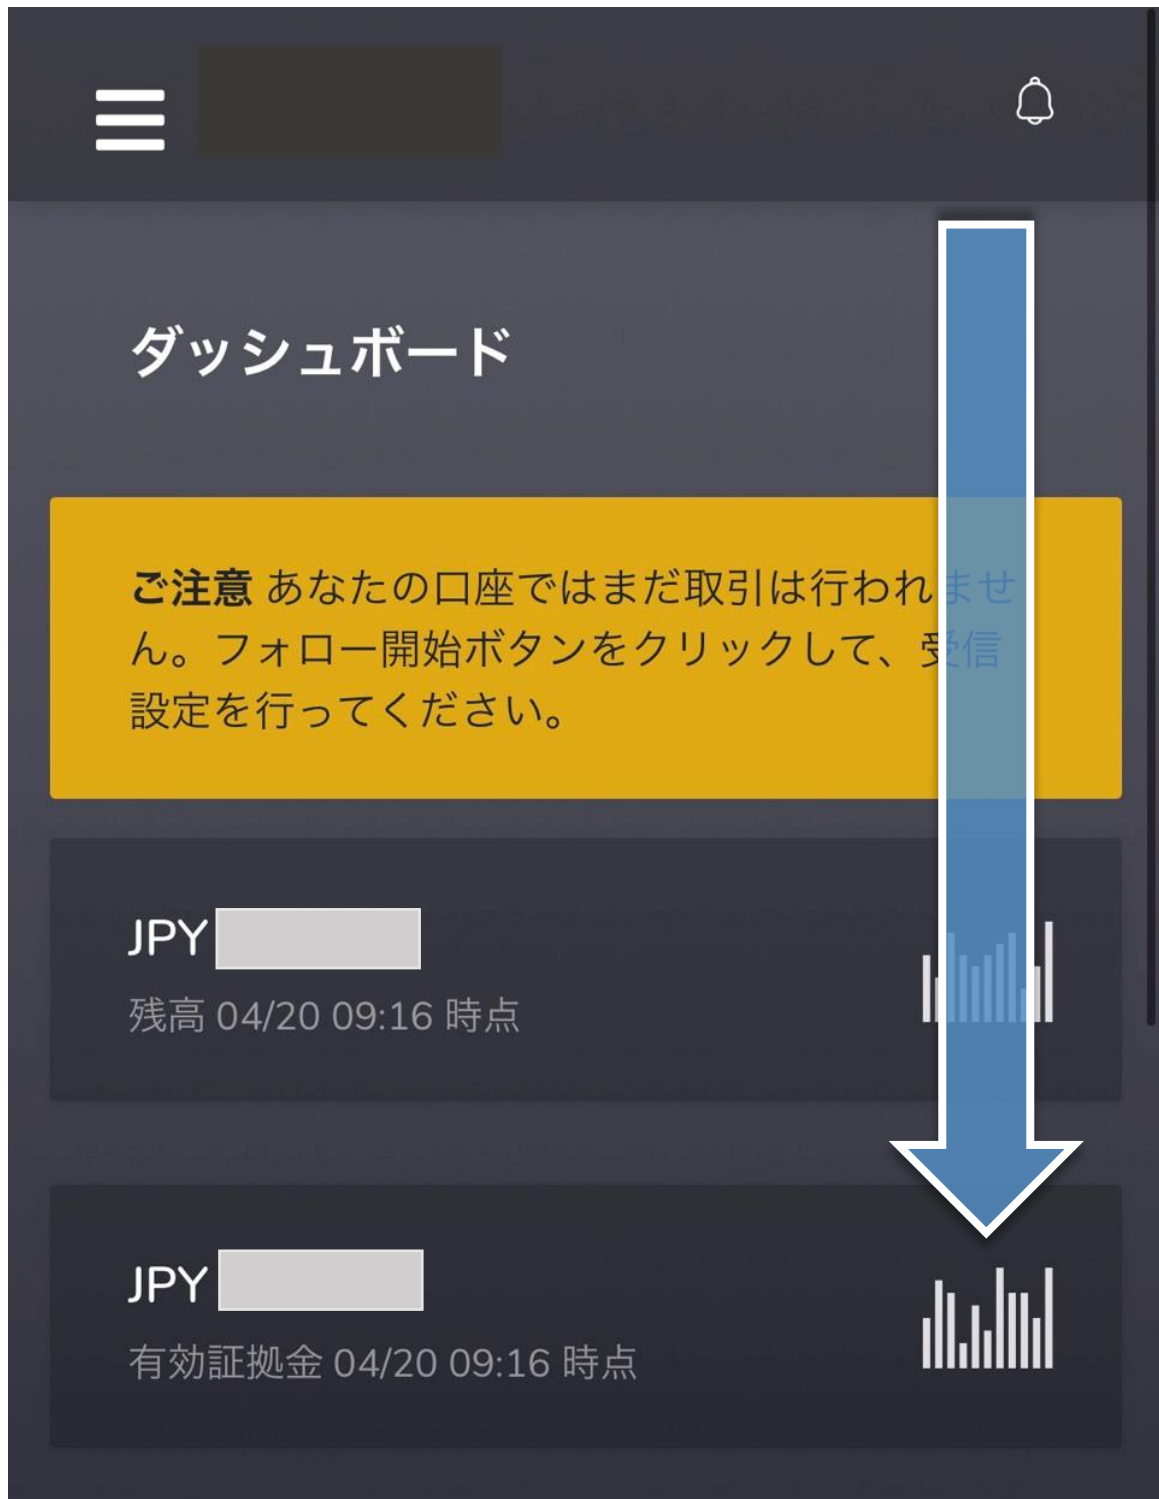 ダッシュボード
ご注意 あなたの口座ではまだ取引は行われませ
ん。フォロー開始ボタンをクリックして、受信
設定を行ってください。
JPY
残高 04/20 09:16 時点
JPY
有効証拠金 04/20 09:16 時点